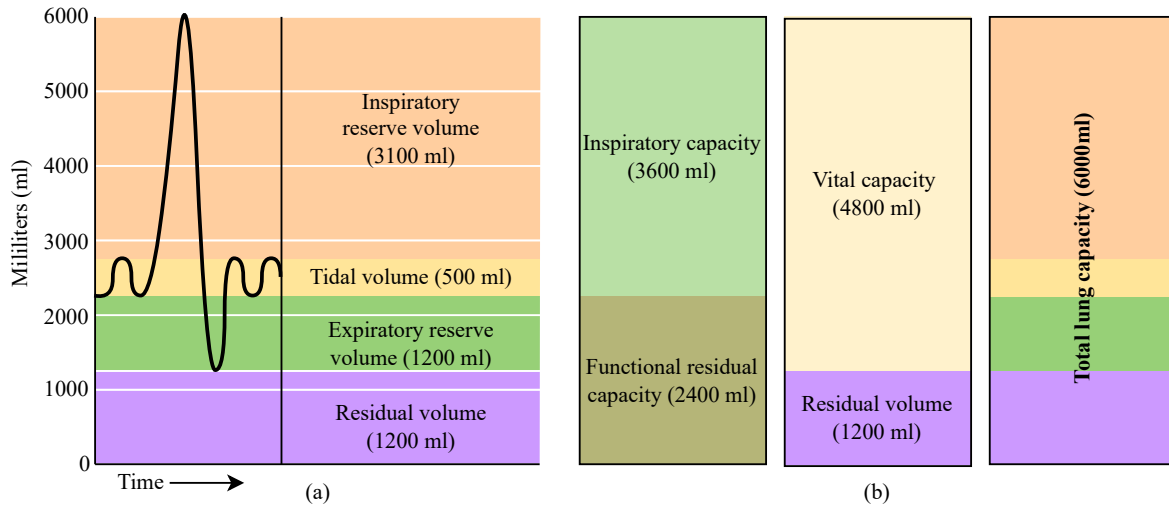 6000
5000
4000
3000
2000
1000
0
Mililiters (ml)
Inspiratory
reserve volume
(3100 ml)
Tidal volume (500 ml)
Expiratory reserve
volume (1200 ml)
Residual volume
(1200 ml)
Time
(a)
Inspiratory capacity
(3600 ml)
Functional residual
capacity (2400 ml)
Vital capacity
(4800 ml)
Residual volume
(1200 ml)
Total lung capacity (6000ml)
(b)